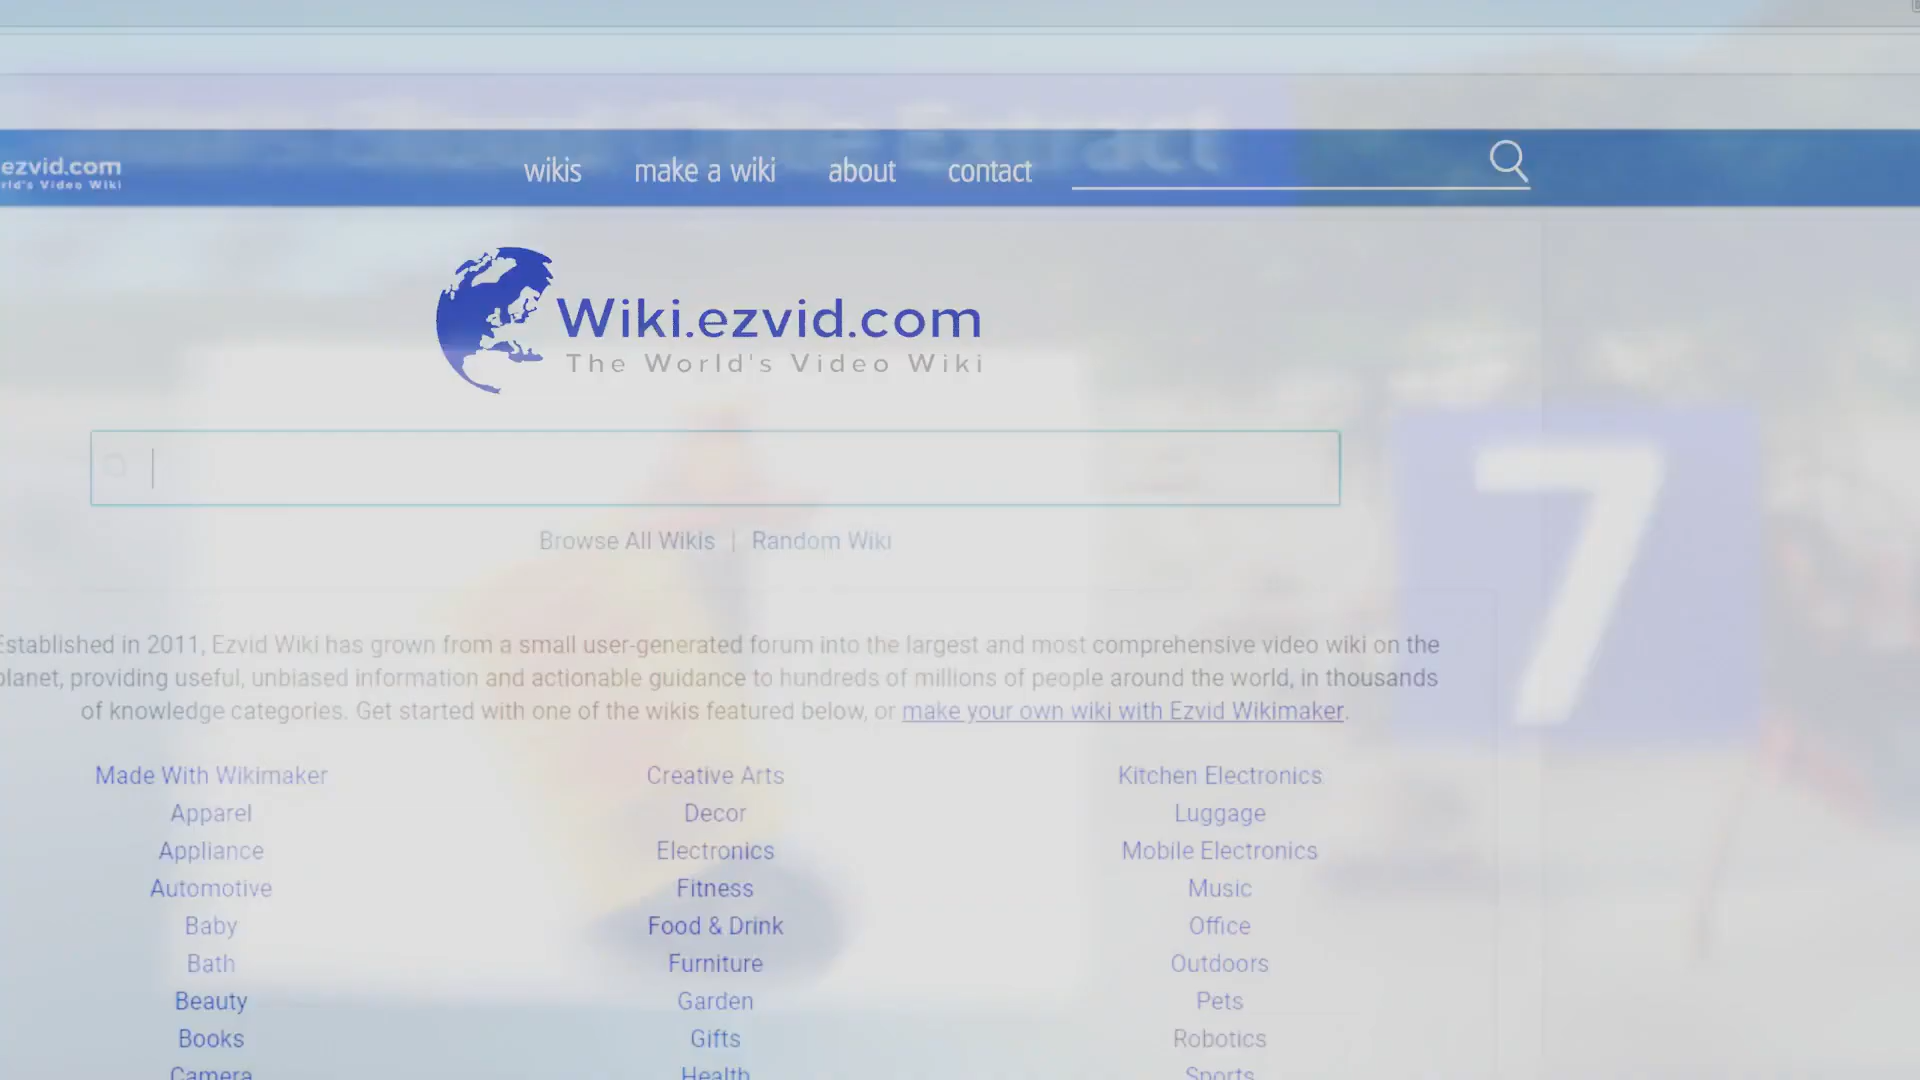 Extract
ezvid.com
wikis make a wiki about contact
rld's Video Wiki
Wiki.ezvid.com
The World's Video Wiki
Browse All Wikis | Random Wiki
7
Established in 2011, Ezvid Wiki has grown from a small user-generated forum into the largest and most comprehensive video wiki on the
planet, providing useful, unbiased information and actionable guidance to hundreds of millions of people around the world, in thousands
of knowledge categories. Get started with one of the wikis featured below, or make your own wiki with Ezvid Wikimaker.
Made With Wikimaker Creative Arts Kitchen Electronics
Apparel Decor Luggage
Appliance Electronics Mobile Electronics
Automotive Fitness Music
Baby Food & Drink Office
Bath Furniture Outdoors
Beauty Garden Pets
Books Gifts Robotics
Camera Health Sports